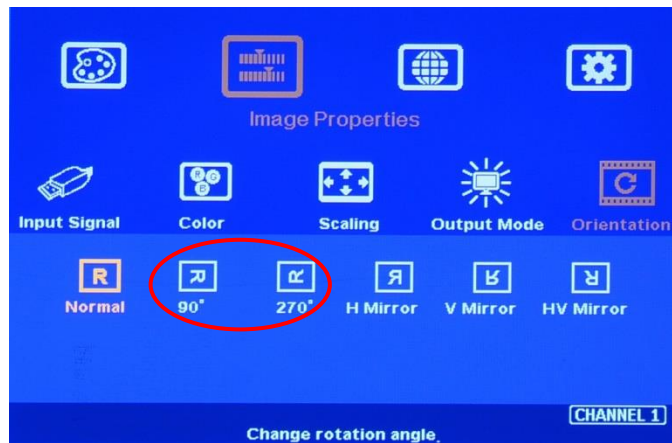 Image Properties
Input Signal
Color
R G B
Scaling
Output Mode
Orientation
R
Normal
90°
270°
H Mirror
V Mirror
HV Mirror
CHANNEL 1
Change rotation angle.